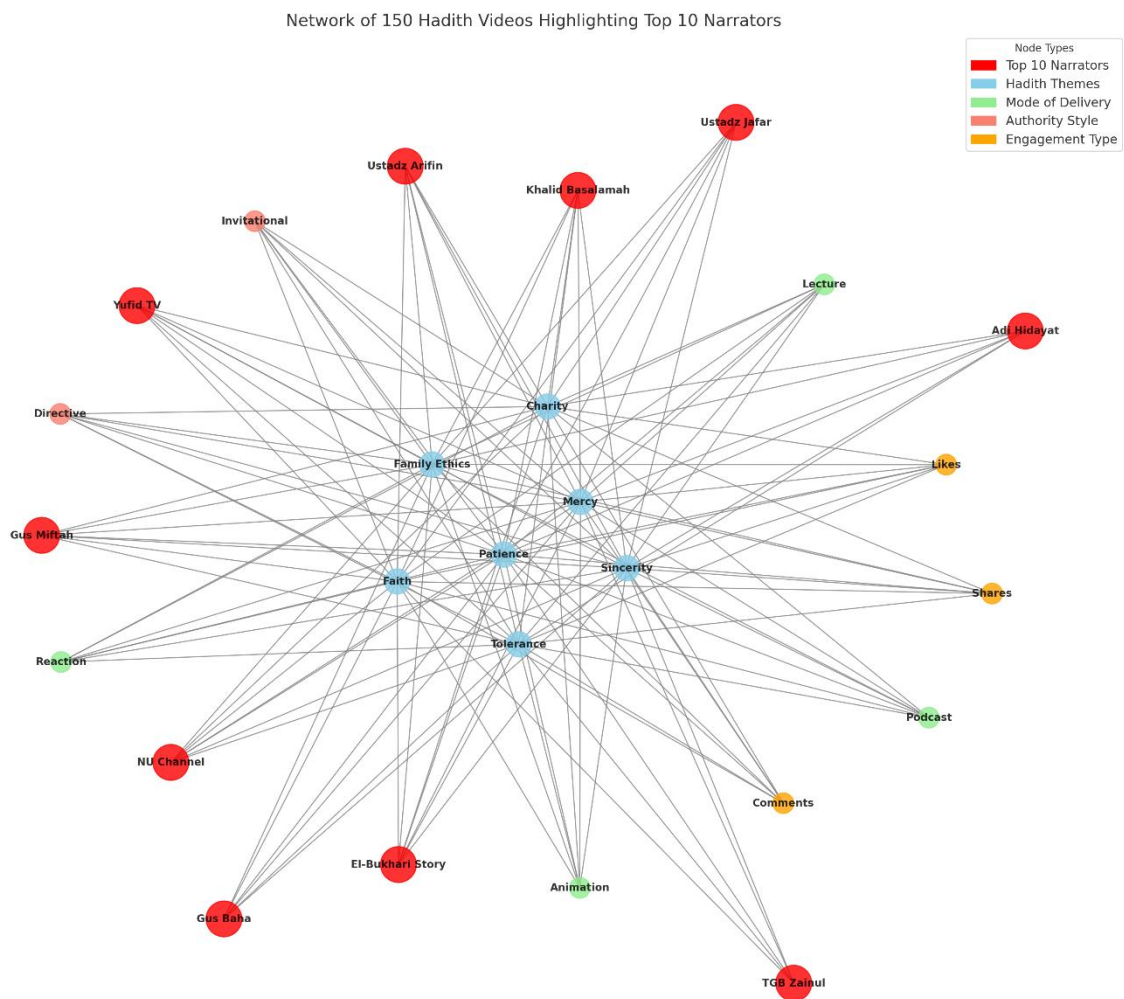 Network of 150 Hadith Videos Highlighting Top 10 Narrators
Node Types
Top 10 Narrators
Hadith Themes
Mode of Delivery
Authority Style
Engagement Type
Ustadz Jafar
Ustadz Arifin
Khalid Basalamah
Invitational
Lecture
Yufid TV
Adi Hidayat
Charity
Directive
Family Ethics
Likes
Mercy
Gus Miftah
Patience
Sincerity
Faith
Shares
Tolerance
Reaction
Podcast
NU Channel
Comments
El-Bukhari Story
Animation
Gus Baha
TGB Zainul